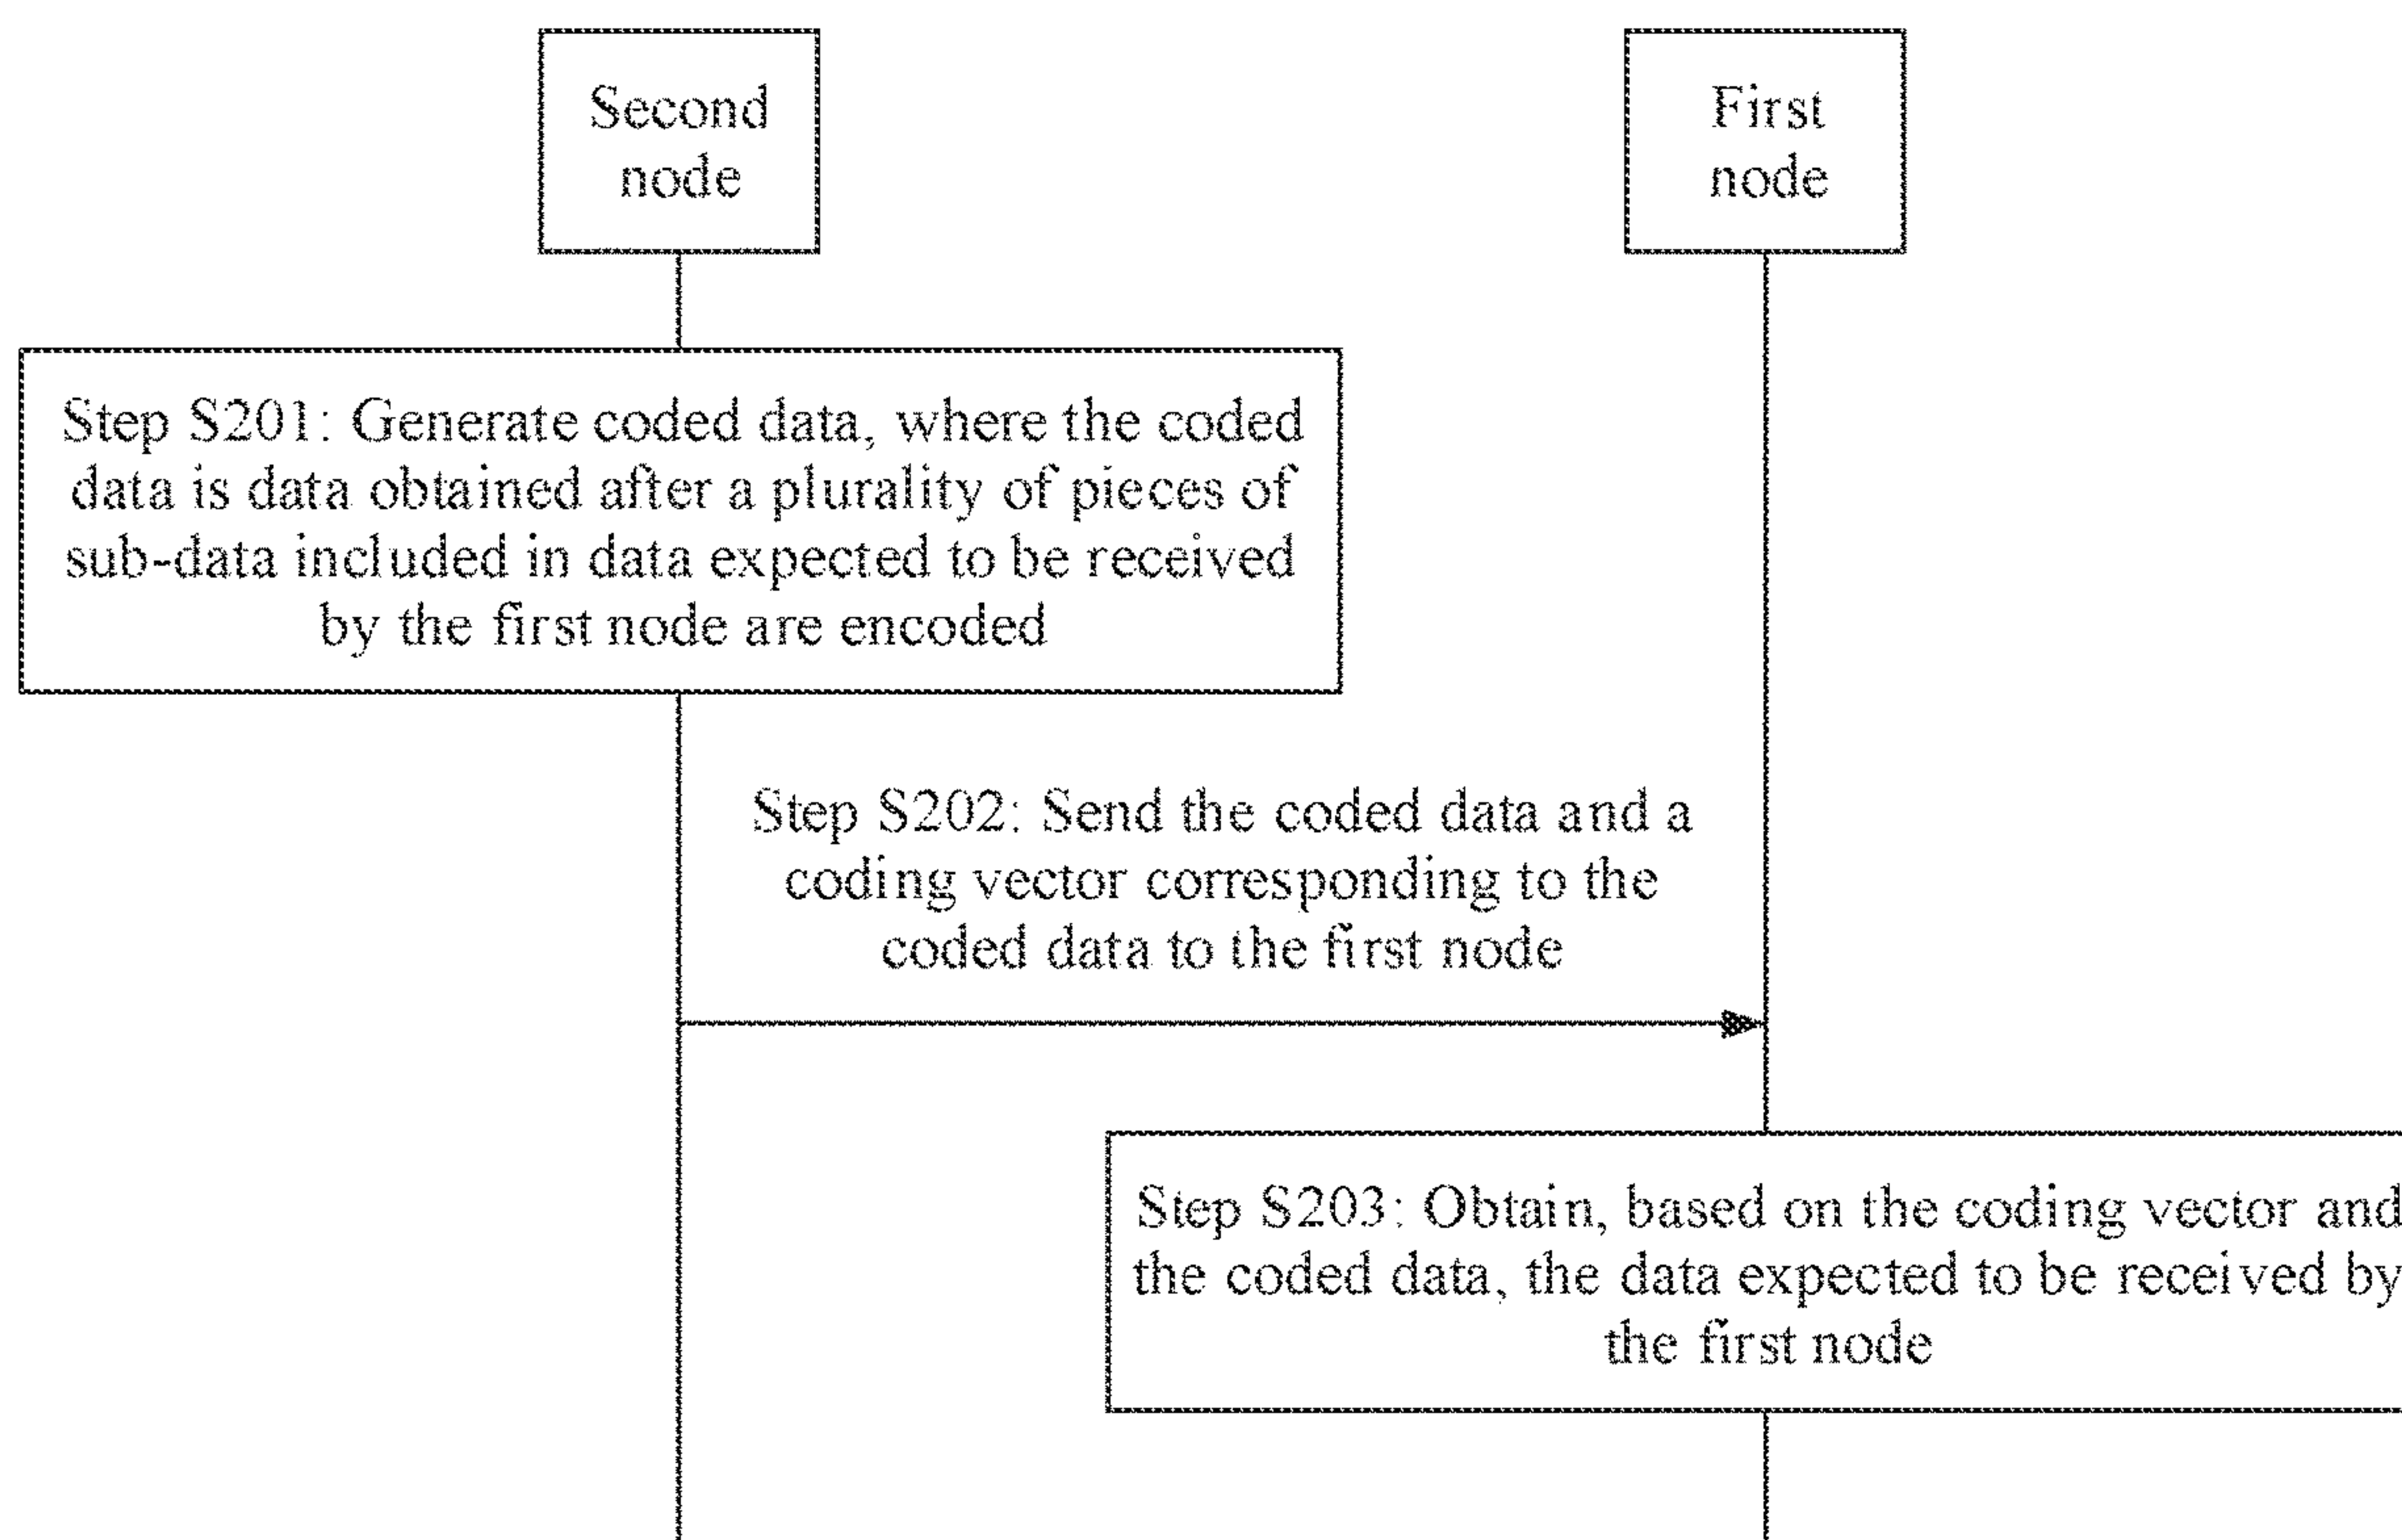 Second
node
First
node
Step S201: Generate coded data, where the coded
data is data obtained after a plurality of pieces of
sub-data included in data expected to be received
by the first node are encoded
Step S202: Send the coded data and a
coding vector corresponding to the
coded data to the first node
Step S203: Obtain, based on the coding vector and
the coded data, the data expected to be received by
the first node